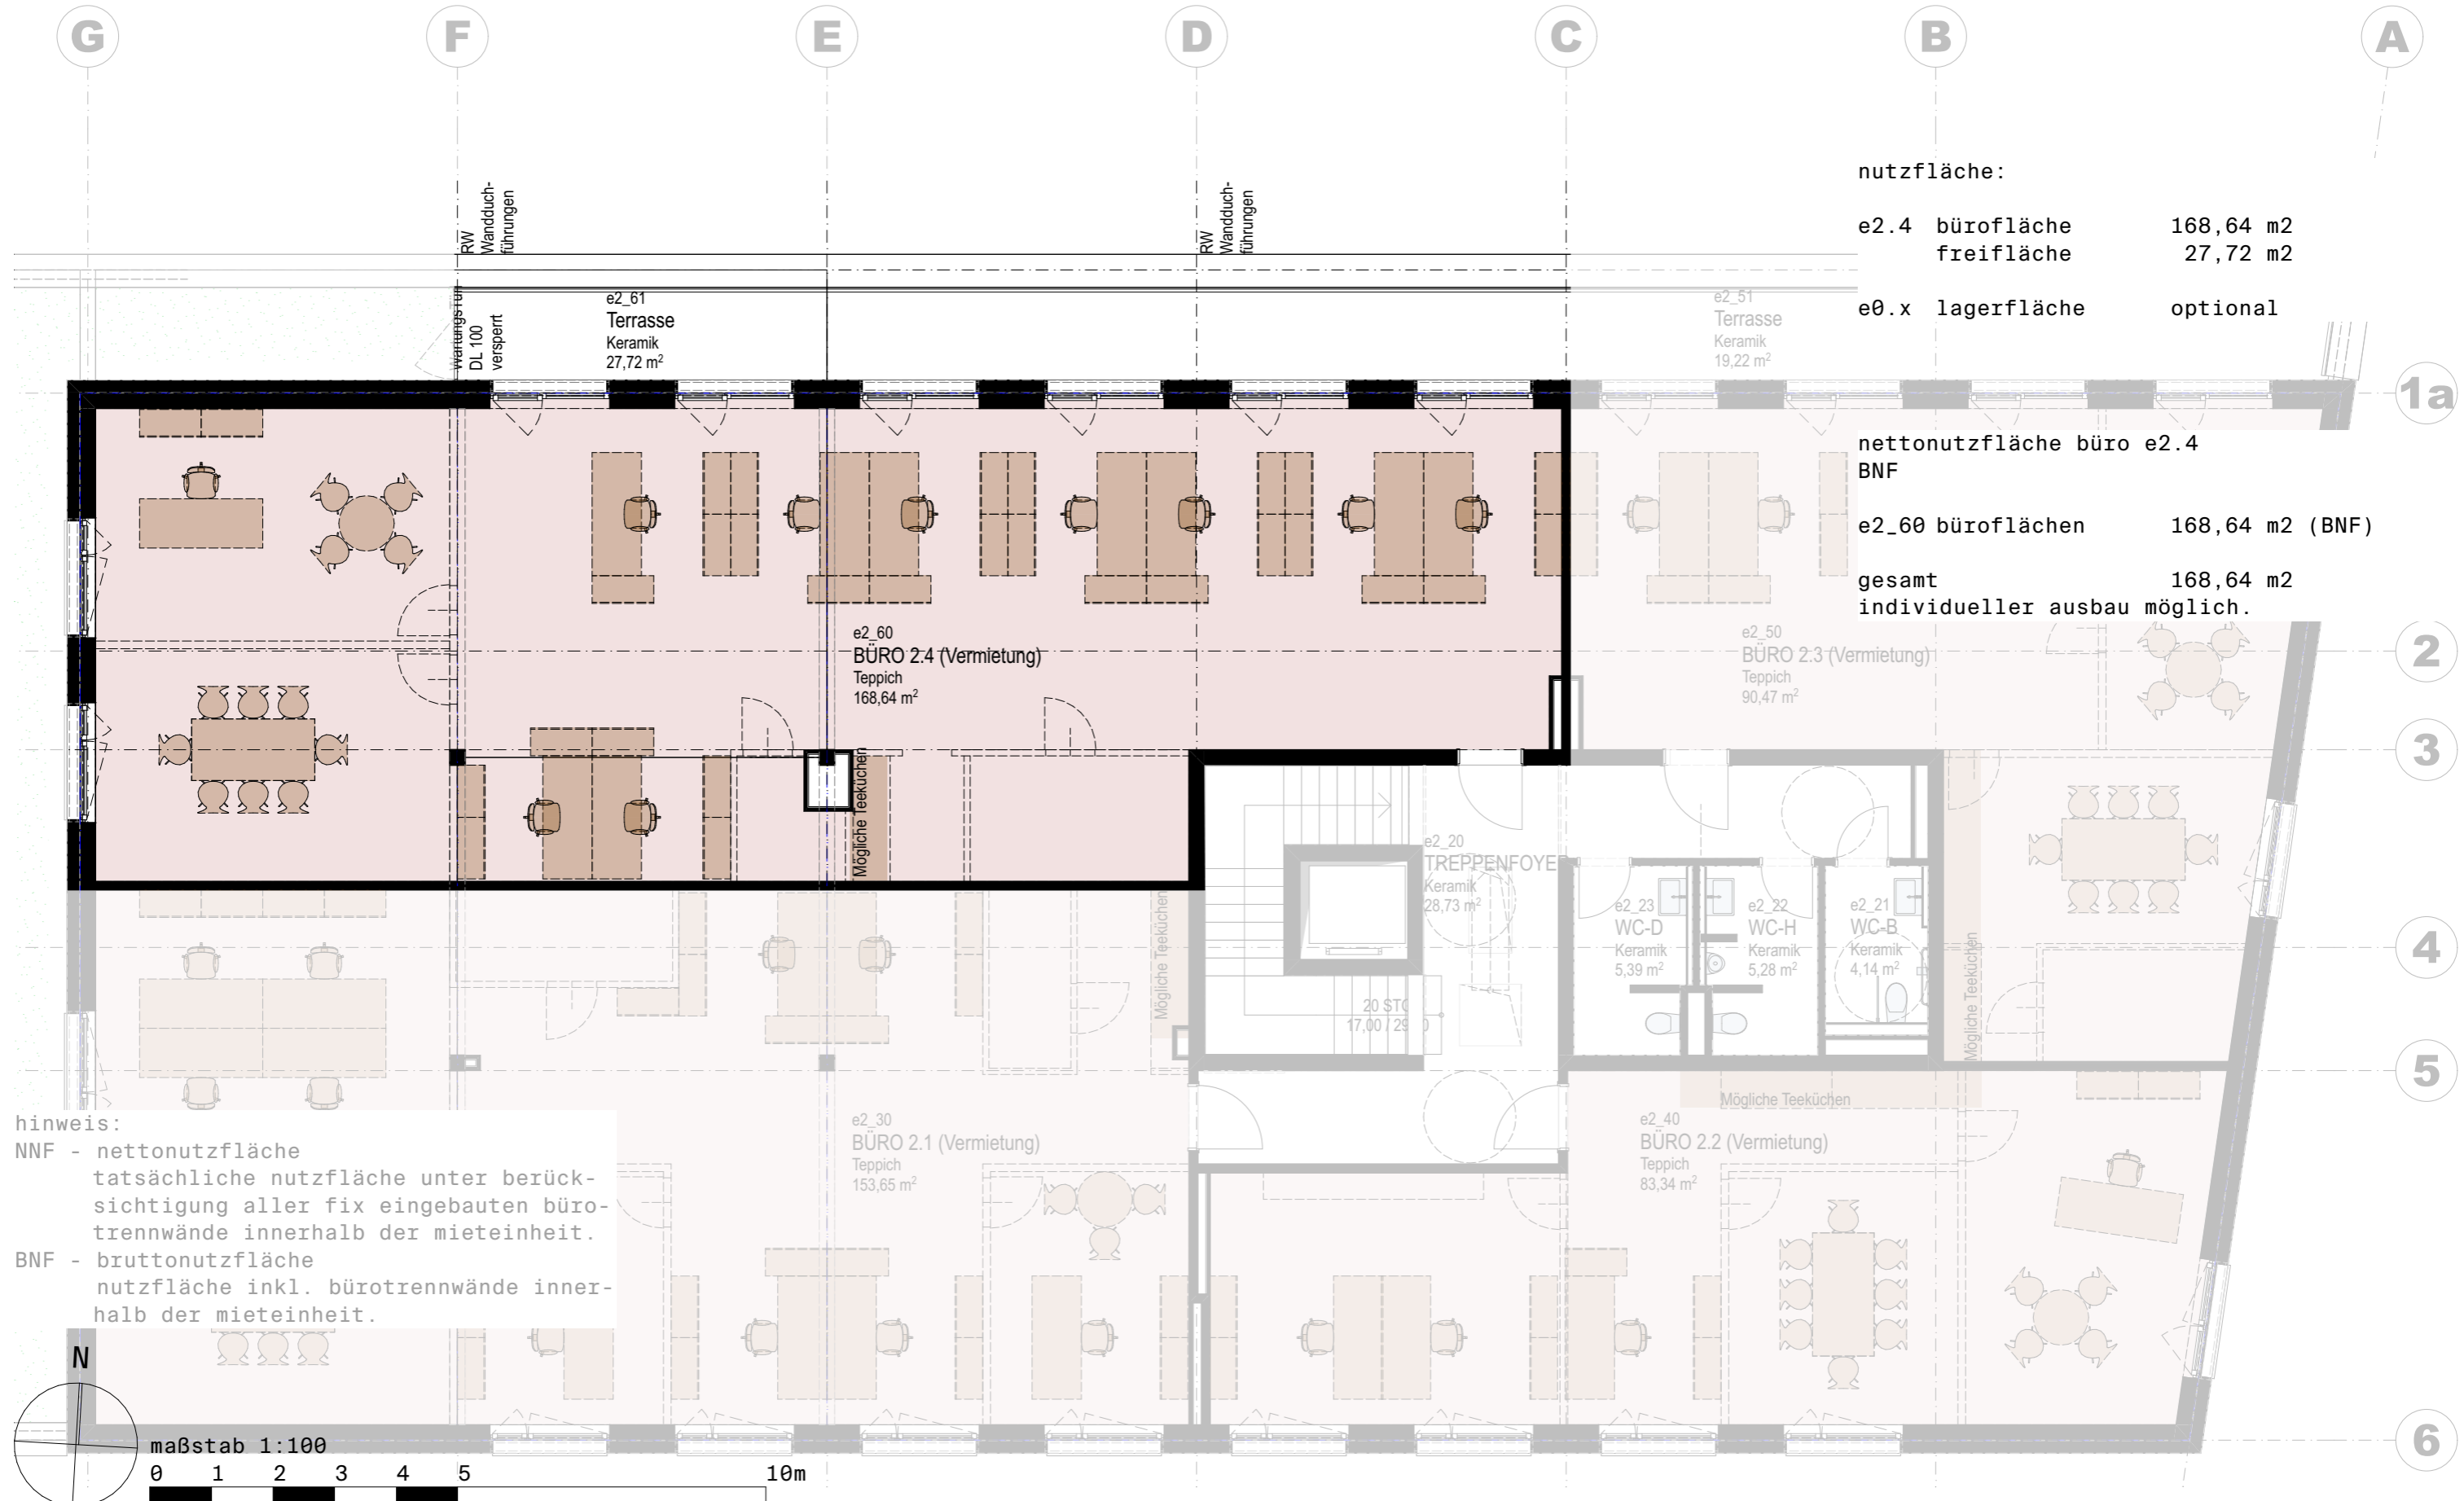 G F E D C B A
RW
Wandduch-
führungen
RW
Wandduch-
führungen
nutzfläche:
e2.4 bürofläche 168,64 m2
freifläche 27,72 m2
e0.x lagerfläche optional
DL 100
versperrt
e2_61
Terrasse
Keramik
27,72 m²
e2_51
Terrasse
Keramik
19,22 m²
1a
nettonutzfläche büro e2.4
BNF
e2_60 büroflächen 168,64 m2 (BNF)
gesamt 168,64 m2
individueller ausbau möglich.
e2_60
BÜRO 2.4 (Vermietung)
Teppich
168,64 m²
e2_50
BÜRO 2.3 (Vermietung)
Teppich
90,47 m²
2
3
Mögliche Teeküchen
e2_20
TREPPENFOYE
Keramik
28,73 m²
e2_23
WC-D
Keramik
5,39 m²
e2_22
WC-H
Keramik
5,28 m²
e2_21
WC-B
Keramik
4,14 m²
4
Mögliche Teeküchen
Mögliche Teeküchen
20 STG
5
Mögliche Teeküchen
e2_30
BÜRO 2.1 (Vermietung)
Teppich
153,65 m²
e2_40
BÜRO 2.2 (Vermietung)
Teppich
83,34 m²
hinweis:
NNF - nettonutzfläche
tatsächliche nutzfläche unter berück-
sichtigung aller fix eingebauten büro-
trennwände innerhalb der mieteinheit.
BNF - bruttonutzfläche
nutzfläche inkl. bürotrennwände inner-
halb der mieteinheit.
N
6
maßstab 1:100
0 1 2 3 4 5 10m